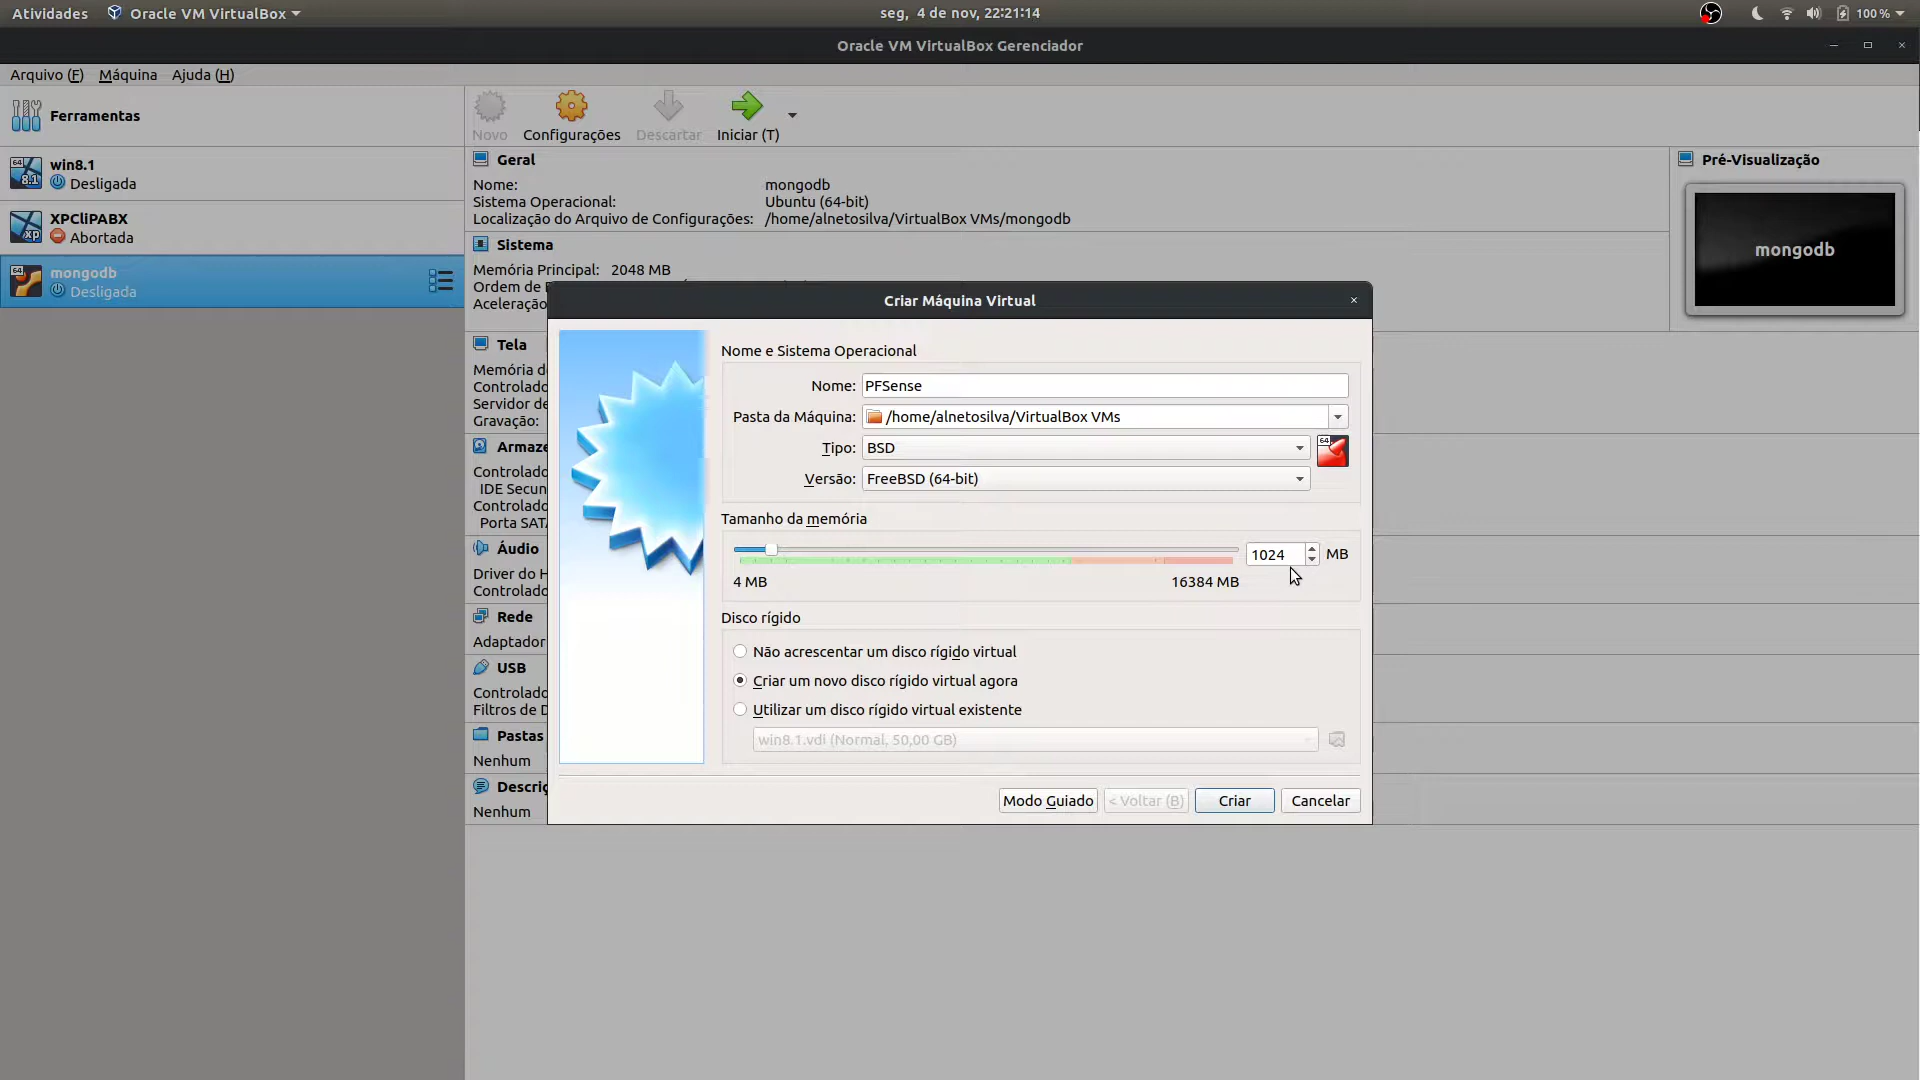 Atividades Oracle VM VirtualBox seg, 4 de nov, 22:21:14 100 %
Oracle VM VirtualBox Gerenciador
Arquivo (F) Máquina Ajuda (H)
Ferramentas
win8.1
Desligada
XPCliPABX
Abortada
mongodb
Desligada
Novo Configurações Descartar Iniciar (T)
Geral
Nome: mongodb
Sistema Operacional: Ubuntu (64-bit)
Localização do Arquivo de Configurações: /home/alnetosilva/VirtualBox VMs/mongodb
Pré-Visualização
mongodb
Sistema
Memória Principal: 2048 MB
Ordem de
Aceleração
Tela
Memória d
Controlado
Servidor de
Gravação:
Armaze
Controlado
IDE Secun
Controlado
Porta SAT
Áudio
Driver do H
Controlado
Rede
Adaptador
USB
Controlado
Filtros de D
Pastas
Nenhum
Descriç
Nenhum
Criar Máquina Virtual
Nome e Sistema Operacional
Nome: PFSense
Pasta da Máquina: /home/alnetosilva/VirtualBox VMs
Tipo: BSD
64
Versão: FreeBSD (64-bit)
Tamanho da memória
1024 MB
4 MB 16384 MB
Disco rígido
Não acrescentar um disco rígido virtual
Criar um novo disco rígido virtual agora
Utilizar um disco rígido virtual existente
win8.1.vdi (Normal, 50,00 GB)
Modo Guiado < Voltar (B) Criar Cancelar